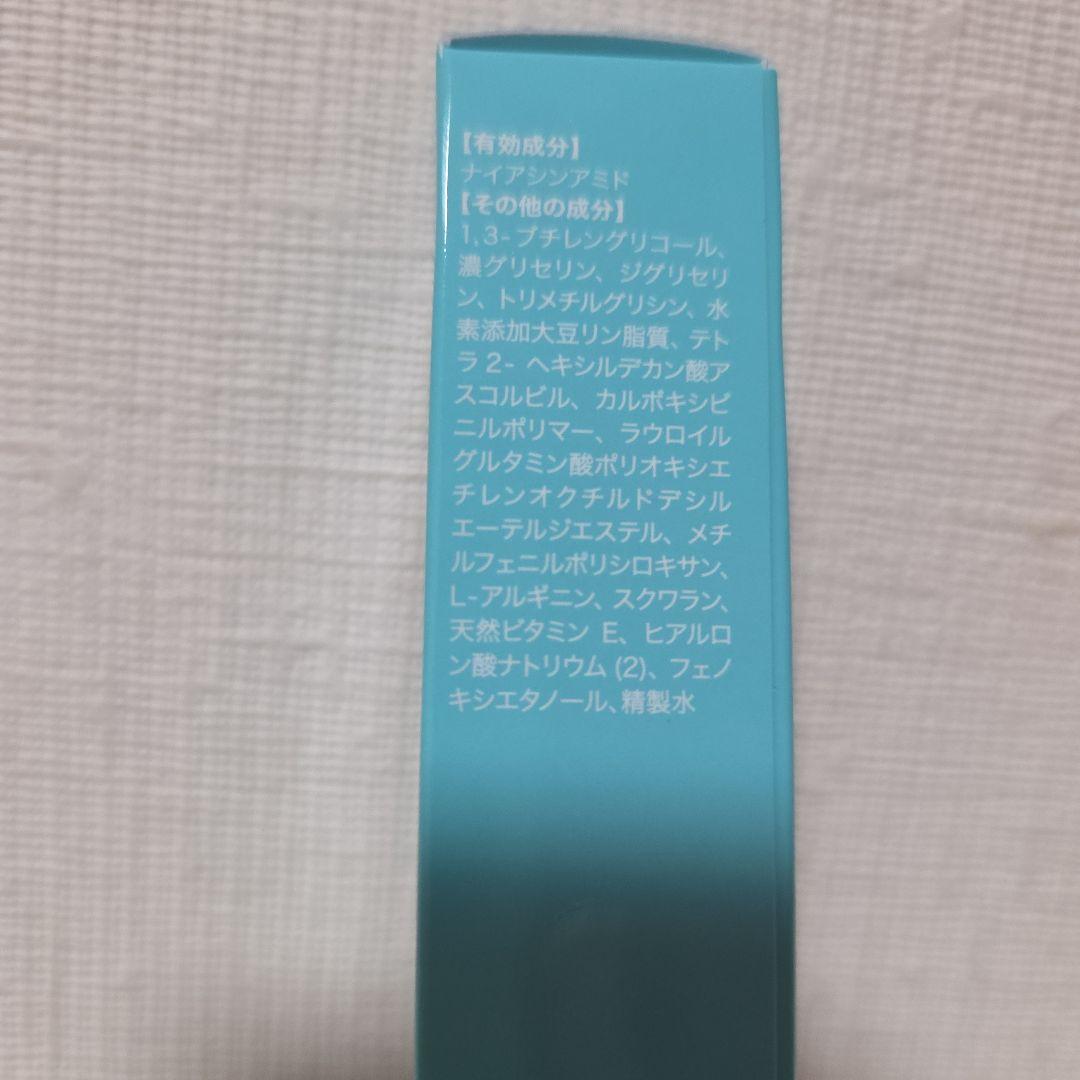 【有効成分】
ナイアシンアミド
【その他の成分】
1,3-ブチレングリコール、
濃グリセリン、ジグリセリ
ン、トリメチルグリシン、水
素添加大豆リン脂質、テト
ラ2-ヘキシルデカン酸ア
スコルビル、カルボキシビ
ニルポリマー、ラウロイル
グルタミン酸ポリオキシエ
チレンオクチルドデシル
エーテルジエステル、メチ
ルフェニルポリシロキサン、
L-アルギニン、スクワラン、
天然ビタミンE、ヒアルロ
ン酸ナトリウム(2)、フェノ
キシエタノール、精製水